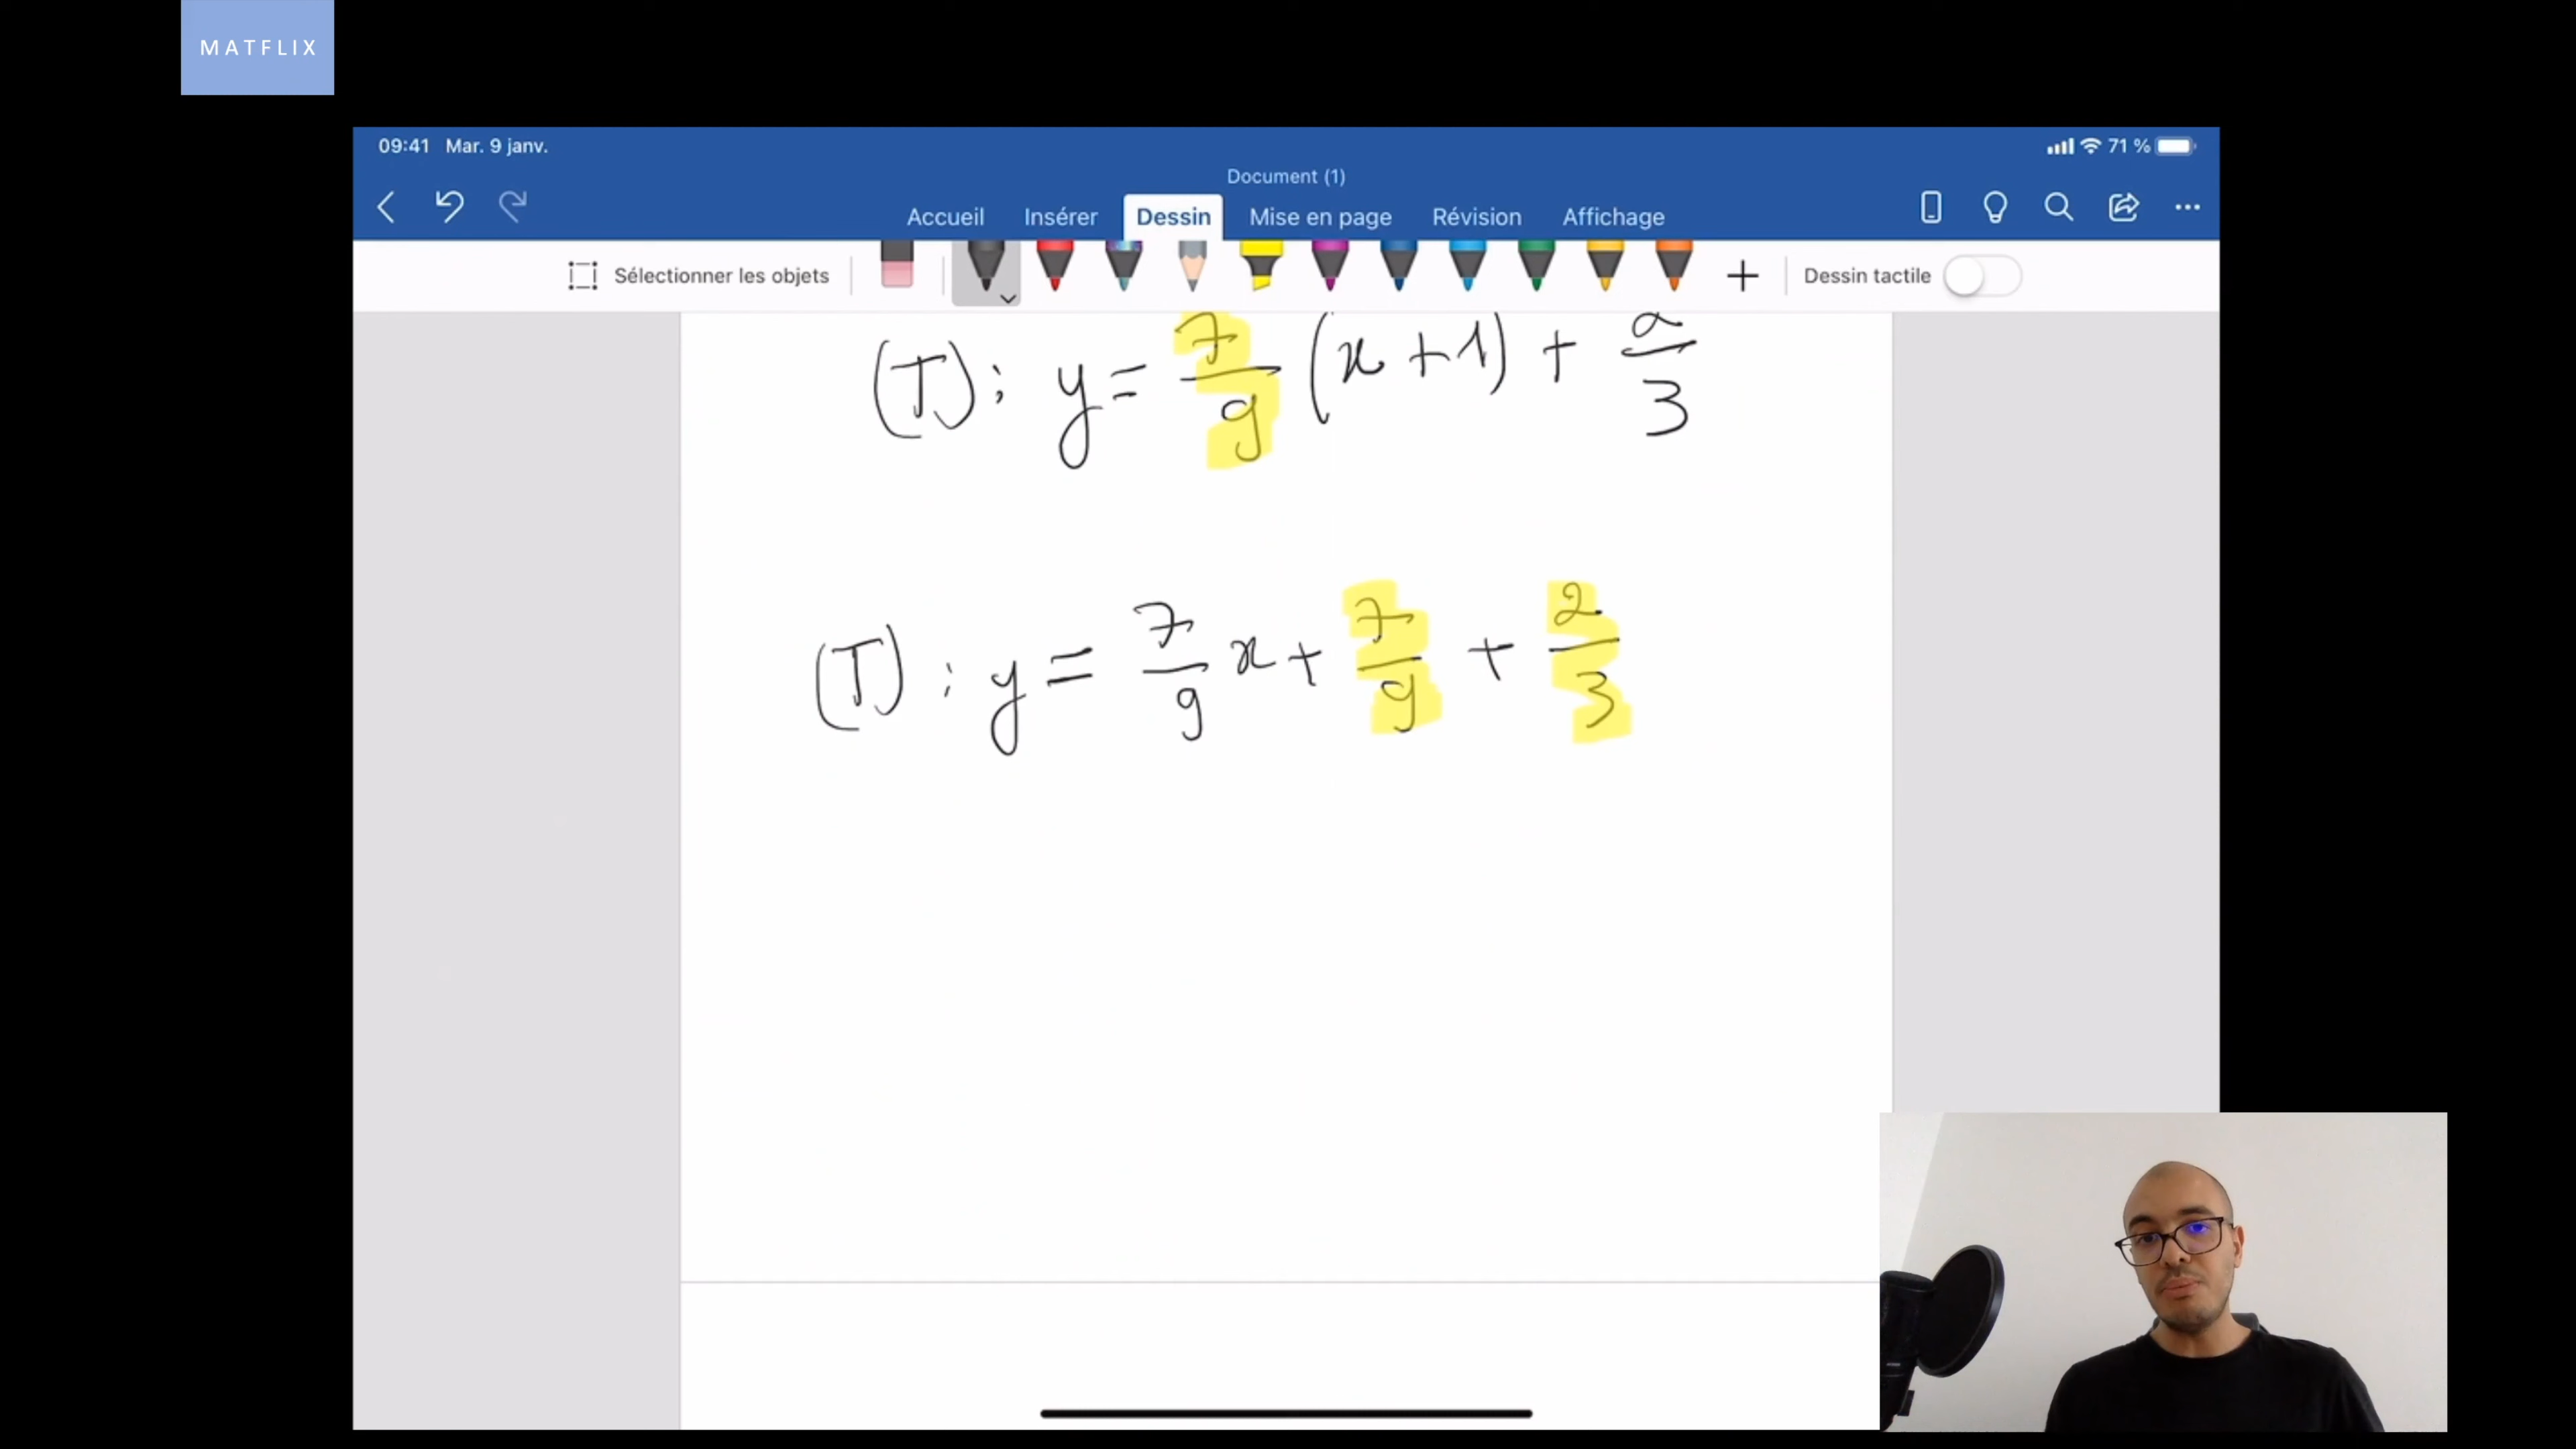 MATFLIX
09:41 Mar. 9 janv.
71 %
Document (1)
Accueil Insérer Dessin Mise en page Révision Affichage
Sélectionner les objets
Dessin tactile
(T): y = 7/9 (x+1) + 2/3
(T): y = 7/9 x + 7/9 + 2/3